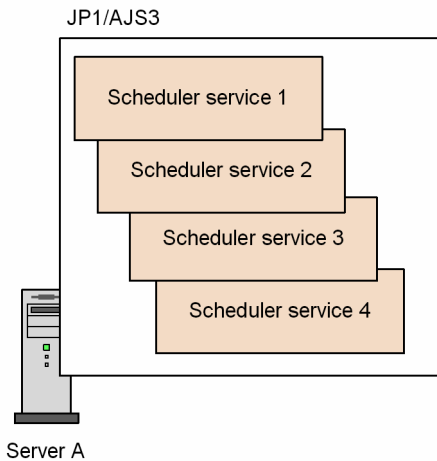 JP1/AJS3
Scheduler service 1
Scheduler service 2
Scheduler service 3
Scheduler service 4
Server A